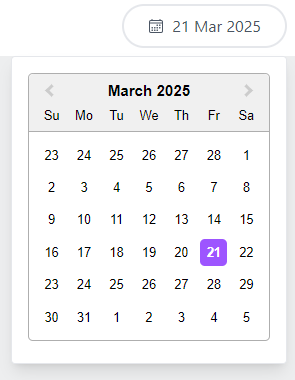 21 Mar 2025
March 2025
Su Mo Tu We Th Fr Sa
23 24 25 26 27 28 1
2 3 4 5 6 7 8
9 10 11 12 13 14 15
16 17 18 19 20 21 22
23 24 25 26 27 28 29
30 31 1 2 3 4 5